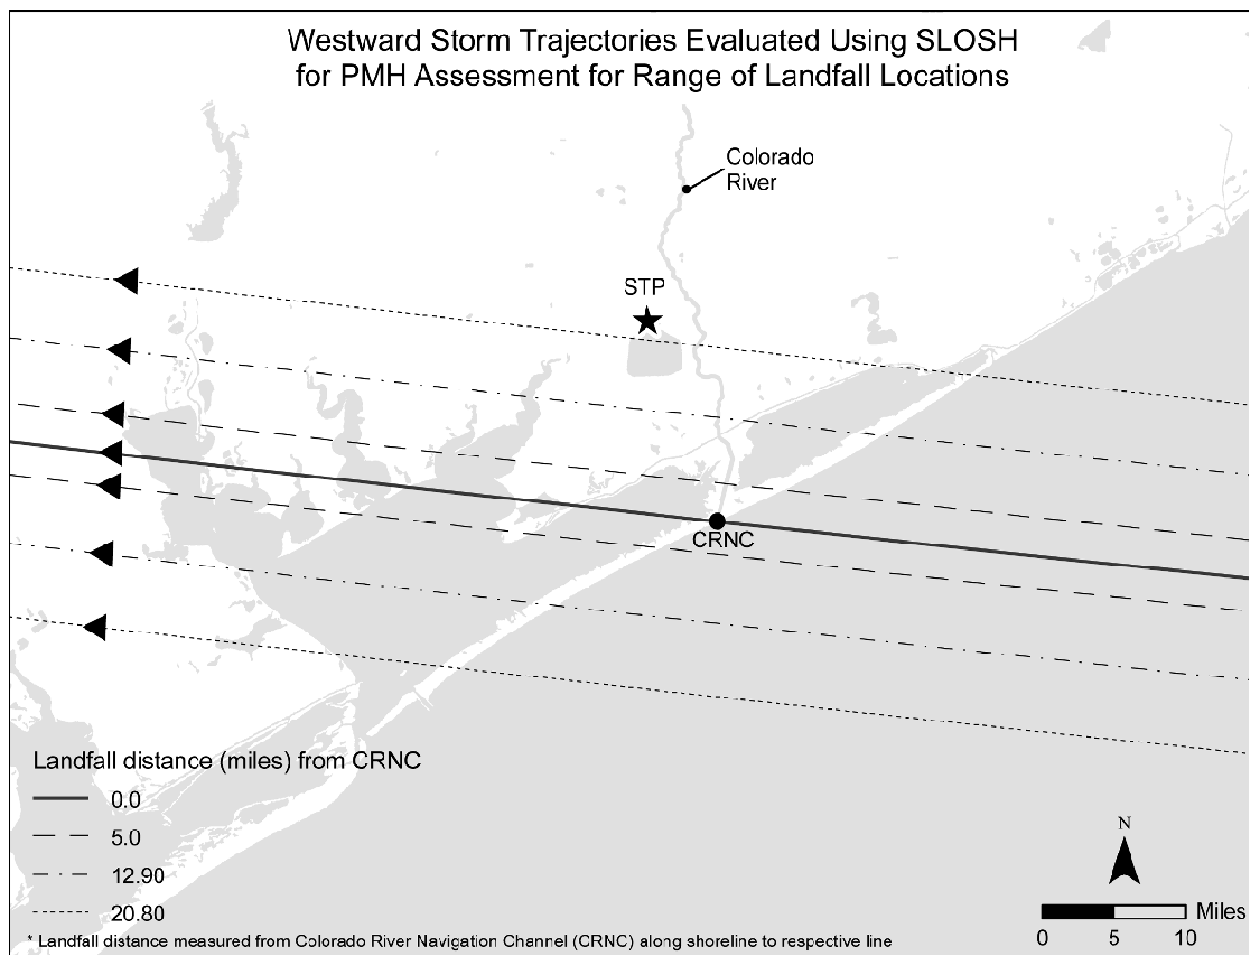 Westward Storm Trajectories Evaluated Using SLOSH
for PMH Assessment for Range of Landfall Locations
Colorado
River
STP
CRNC
Landfall distance (miles) from CRNC
0.0
5.0
12.90
20.80
* Landfall distance measured from Colorado River Navigation Channel (CRNC) along shoreline to respective line
N
Miles
0 5 10